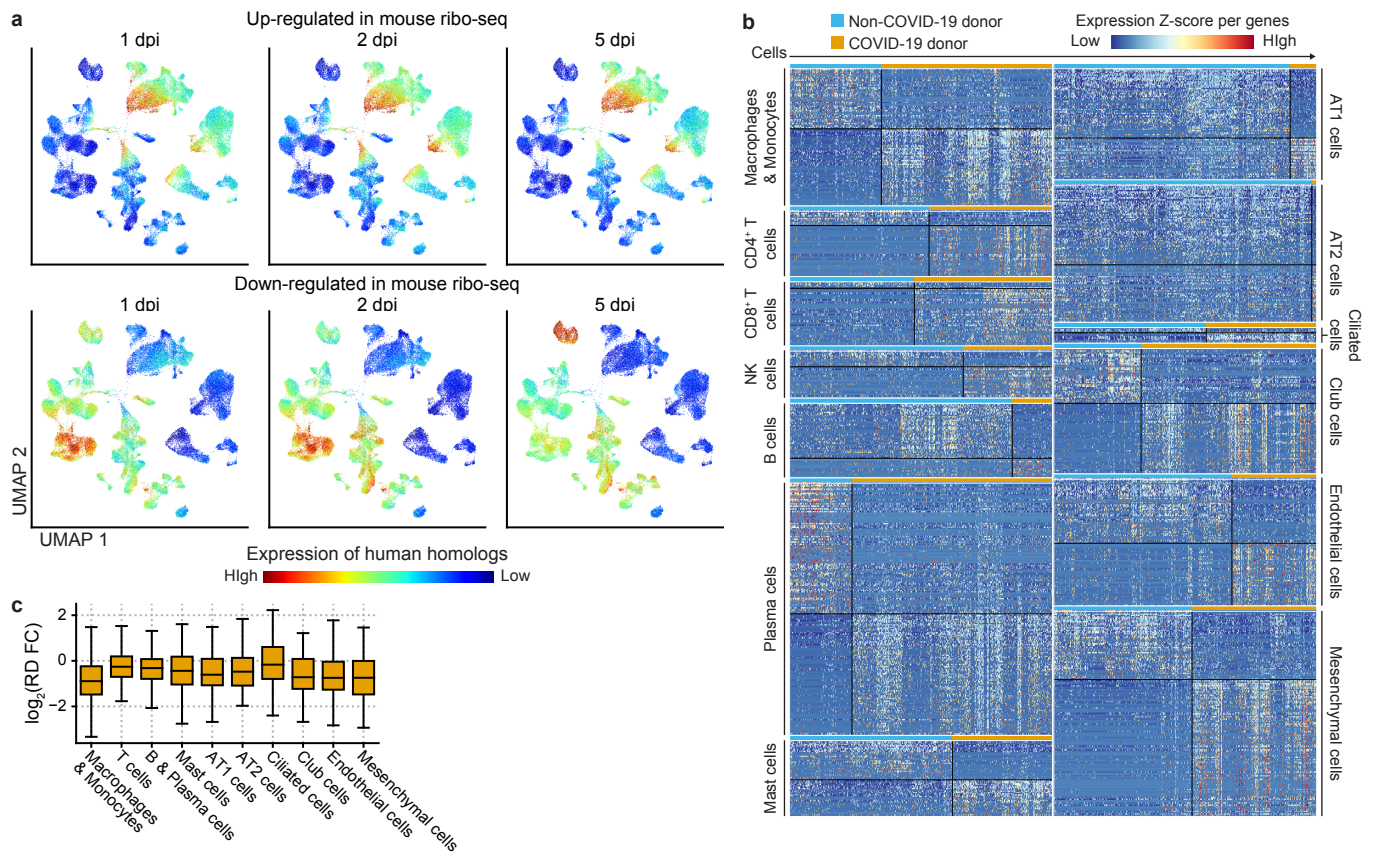 a
Up-regulated in mouse ribo-seq
1 dpi
2 dpi
5 dpi
Down-regulated in mouse ribo-seq
1 dpi
2 dpi
5 dpi
UMAP 2
UMAP 1
Expression of human homologs
HIgh
Low
b
Non-COVID-19 donor
COVID-19 donor
Expression Z-score per genes
Low
HIgh
Cells
Macrophages
& Monocytes
CD4⁺ T
cells
CD8⁺ T
cells
NK
cells
B cells
Plasma cells
Mast cells
AT1
cells
AT2 cells
Ciliated
cells
Club cells
Endothelial cells
Mesenchymal cells
c
log₂(RD FC)
2
0
−2
Macrophages
& Monocytes
T cells
B & Plasma cells
Mast cells
AT1 cells
AT2 cells
Ciliated cells
Club cells
Endothelial cells
Mesenchymal cells